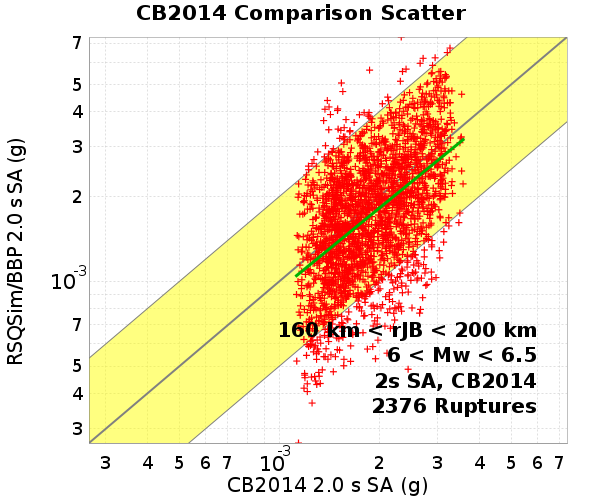 CB2014 Comparison Scatter
RSQSim/BBP 2.0 s SA (g)
7
5
4
3
2
10-3
7
5
4
3
160 km < rJB < 200 km
6 < Mw < 6.5
2s SA, CB2014
2376 Ruptures
3 4 5 6 7 10-3 2 3 4 5 6 7
CB2014 2.0 s SA (g)